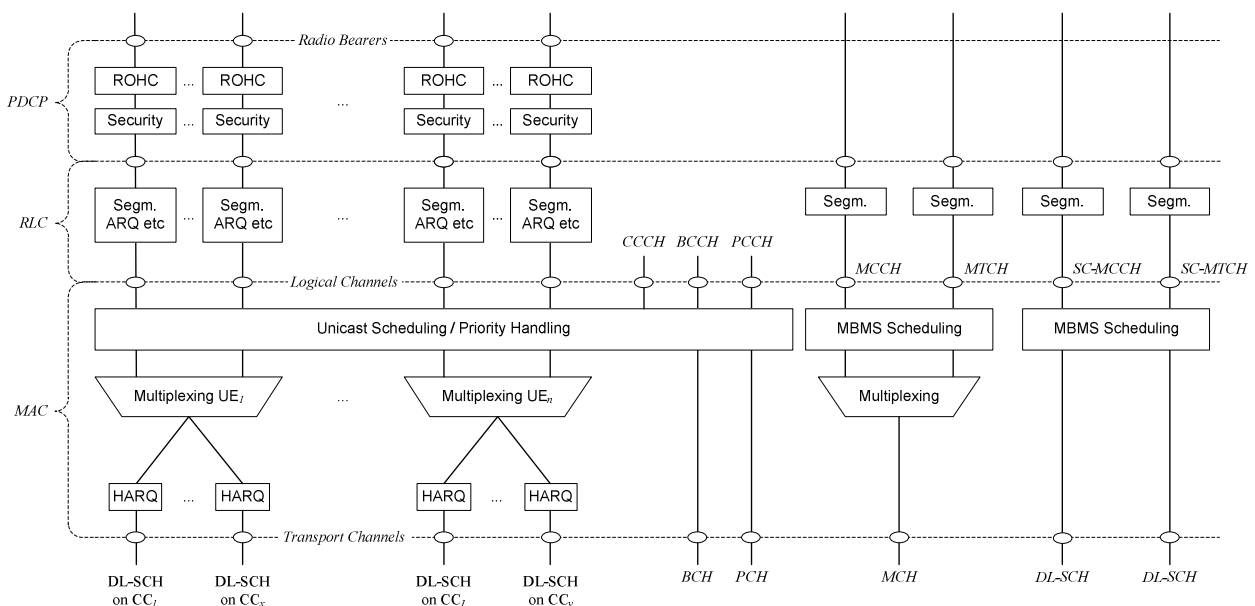 Radio Bearers
PDCP
ROHC ... ROHC ROHC ... ROHC
...
Security ... Security Security ... Security
RLC
Segm. ARQ etc ... Segm. ARQ etc ... Segm. ARQ etc ... Segm. ARQ etc
Segm. Segm. Segm. Segm.
CCCH BCCH PCCH
MCCH MTCH SC-MCCH SC-MTCH
Logical Channels
MAC
Unicast Scheduling / Priority Handling
MBMS Scheduling
MBMS Scheduling
Multiplexing UE1 ... Multiplexing UEn
Multiplexing
HARQ ... HARQ HARQ ... HARQ
Transport Channels
DL-SCH on CC1
DL-SCH on CCx
DL-SCH on CC1
DL-SCH on CCy
BCH PCH MCH DL-SCH DL-SCH